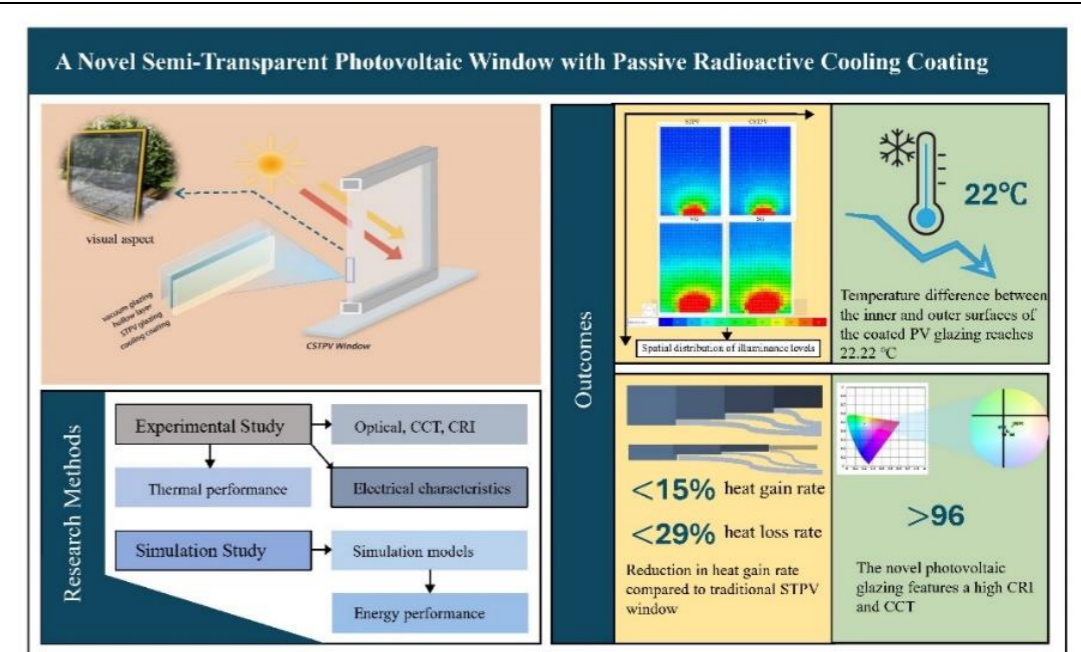 A Novel Semi-Transparent Photovoltaic Window with Passive Radioactive Cooling Coating
visual aspect
vacuum glazing
hollow layer
STPV glazing
cooling coating
CSTPV Window
Research Methods
Experimental Study
Optical, CCT, CRI
Thermal performance
Electrical characteristics
Simulation Study
Simulation models
Energy performance
Outcomes
STPV
CSTPV
VG
SG
Spatial distribution of illuminance levels
22℃
Temperature difference between
the inner and outer surfaces of
the coated PV glazing reaches
22.22 ℃
<15% heat gain rate
<29% heat loss rate
Reduction in heat gain rate
compared to traditional STPV
window
>96
The novel photovoltaic
glazing features a high CRI
and CCT